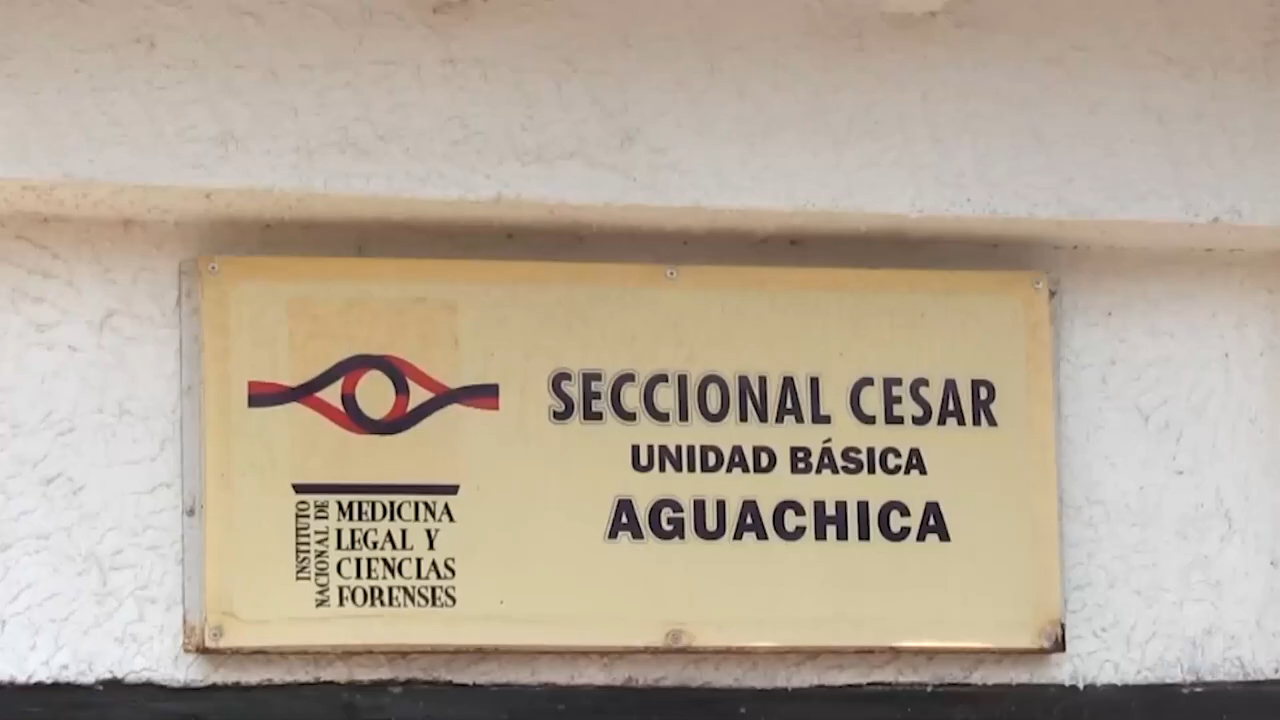 INSTITUTO
NACIONAL DE
MEDICINA
LEGAL Y
CIENCIAS
FORENSES
SECCIONAL CESAR
UNIDAD BÁSICA
AGUACHICA